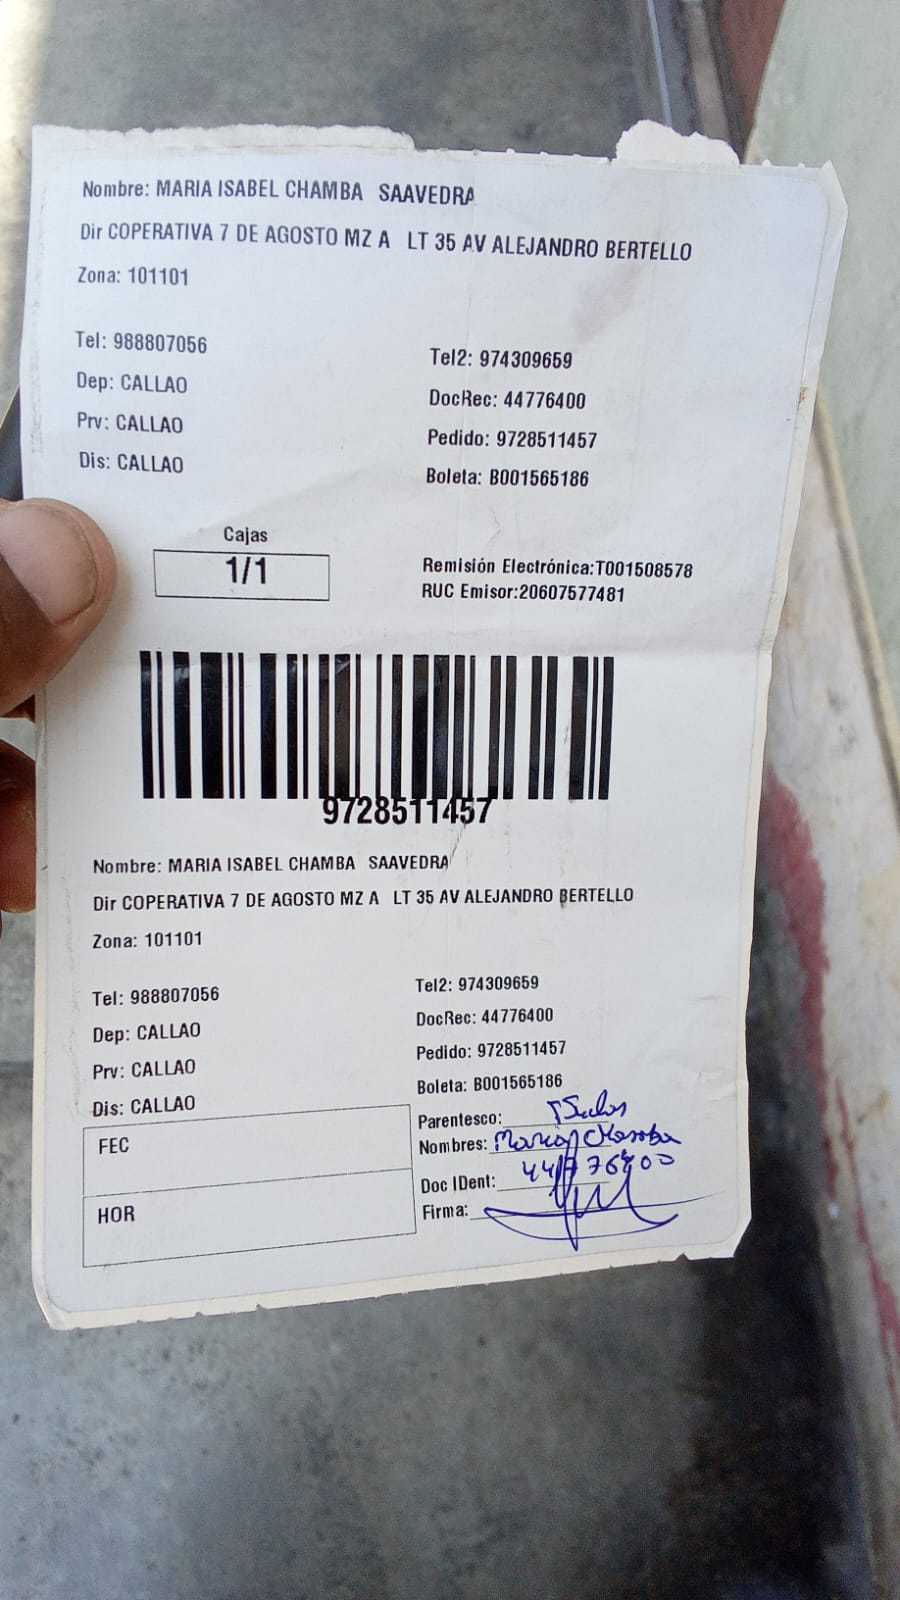 Nombre: MARIA ISABEL CHAMBA SAAVEDRA
Dir COPERATIVA 7 DE AGOSTO MZ A LT 35 AV ALEJANDRO BERTELLO
Zona: 101101
Tel: 988807056 Tel2: 974309659
Dep: CALLAO DocRec: 44776400
Prv: CALLAO Pedido: 9728511457
Dis: CALLAO Boleta: B001565186
Cajas
1/1
Remisión Electrónica:T001508578
RUC Emisor:20607577481
9728511457
Nombre: MARIA ISABEL CHAMBA SAAVEDRA
Dir COPERATIVA 7 DE AGOSTO MZ A LT 35 AV ALEJANDRO BERTELLO
Zona: 101101
Tel: 988807056 Tel2: 974309659
Dep: CALLAO DocRec: 44776400
Prv: CALLAO Pedido: 9728511457
Dis: CALLAO Boleta: B001565186
FEC
HOR
Parentesco:
Nombres: Maria Chamba
Doc IDent: 44776400
Firma: